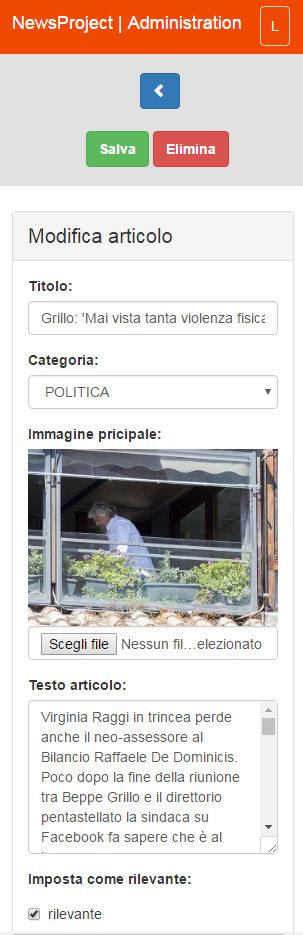 NewsProject | Administration
L
Salva
Elimina
Modifica articolo
Titolo:
Grillo: 'Mai vista tanta violenza fisica
Categoria:
POLITICA
Immagine pricipale:
Scegli file Nessun fil…elezionato
Testo articolo:
Virginia Raggi in trincea perde
anche il neo-assessore al
Bilancio Raffaele De Dominicis.
Poco dopo la fine della riunione
tra Beppe Grillo e il direttorio
pentastellato la sindaca su
Facebook fa sapere che è al
Imposta come rilevante:
rilevante